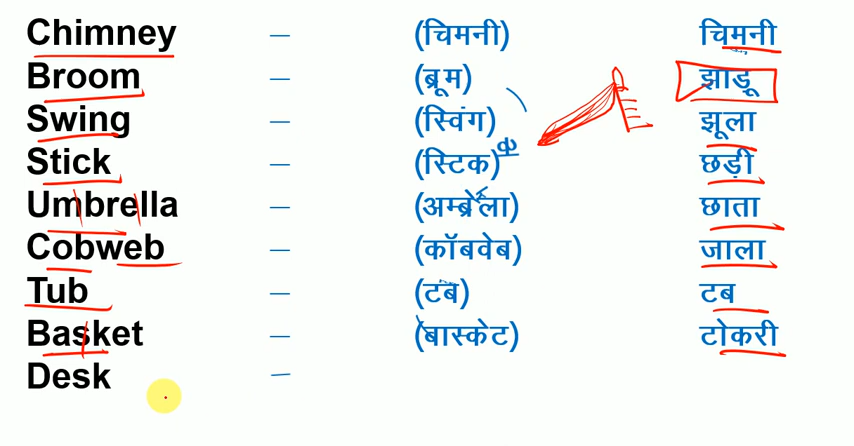 Chimney — (चिमनी) चिमनी
Broom — (ब्रूम) झाड़ू
Swing — (स्विंग) झूला
Stick — (स्टिक) क छड़ी
Umbrella — (अम्ब्रेला) छाता
Cobweb — (कॉबवेब) जाला
Tub — (टब) टब
Basket — (बास्केट) टोकरी
Desk —